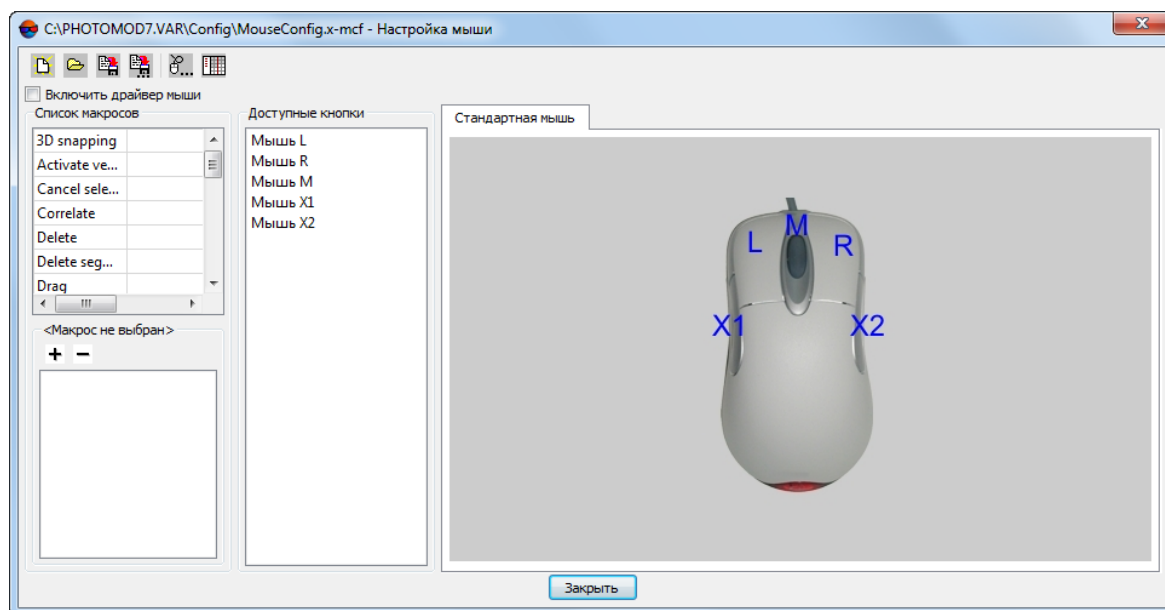 C:\PHOTOMOD7.VAR\Config\MouseConfig.x-mcf - Настройка мыши
Включить драйвер мыши
Список макросов
3D snapping
Activate ve...
Cancel sele...
Correlate
Delete
Delete seg...
Drag
<Макрос не выбран>
Доступные кнопки
Мышь L
Мышь R
Мышь M
Мышь X1
Мышь X2
Стандартная мышь
M
L R
X1 X2
Закрыть